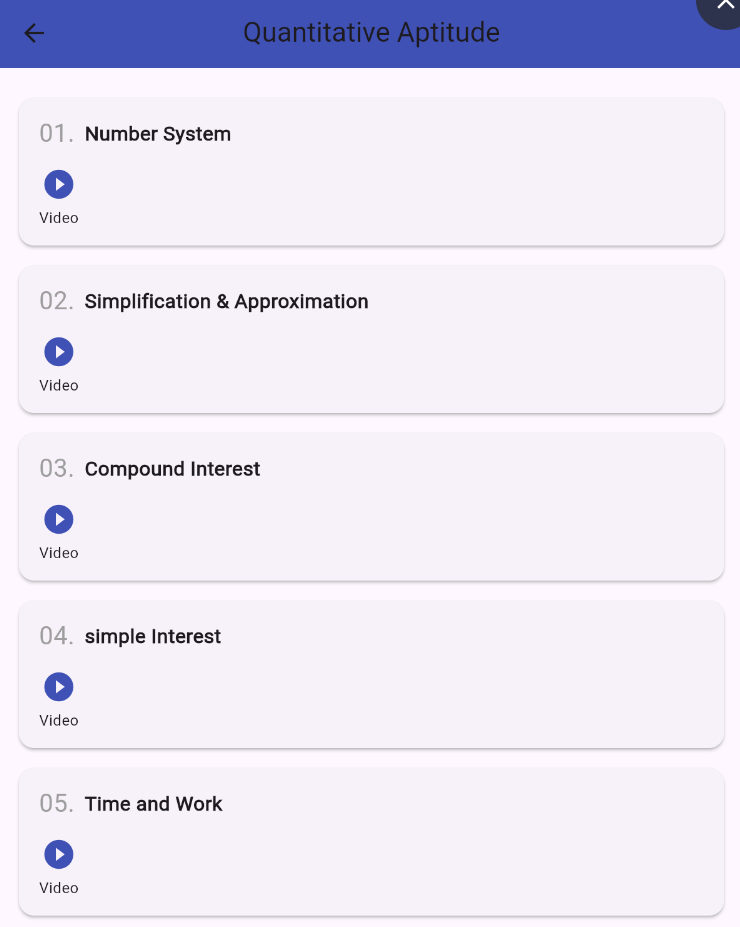 Quantitative Aptitude
01. Number System
Video
02. Simplification & Approximation
Video
03. Compound Interest
Video
04. simple Interest
Video
05. Time and Work
Video